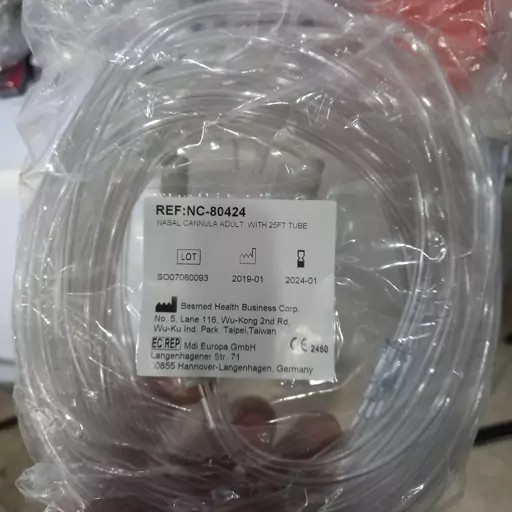 REF:NC-80424
NASAL CANNULA ADULT, WITH 25FT TUBE
LOT
SO07060093 2019-01 2024-01
Besmed Health Business Corp.
No. 5, Lane 116, Wu-Kong 2nd Rd,
Wu-Ku Ind. Park. Taipei,Taiwan
EC REP Mdi Europa GmbH
CE 2460
Langenhagener Str. 71
30855 Hannover-Langenhagen, Germany